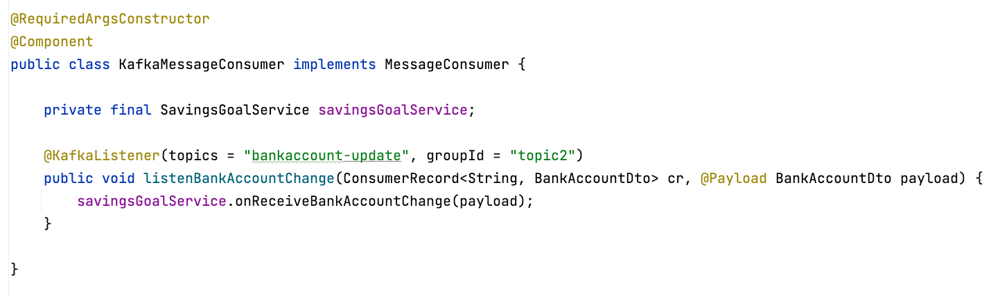 @RequiredArgsConstructor
@Component
public class KafkaMessageConsumer implements MessageConsumer {
    private final SavingsGoalService savingsGoalService;
    @KafkaListener(topics = "bankaccount-update", groupId = "topic2")
    public void listenBankAccountChange(ConsumerRecord<String, BankAccountDto> cr, @Payload BankAccountDto payload) {
        savingsGoalService.onReceiveBankAccountChange(payload);
    }
}